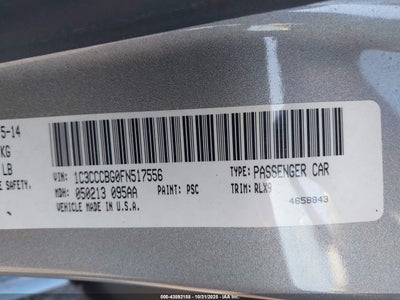 5-14
KG
LB
E SAFETY.
VIN: 1C3CCCBG0FN517556
TYPE: PASSENGER CAR
MDH: 050213 095AA
PAINT: PSC
TRIM: RLX9
VEHICLE MADE IN U.S.A.
4658843
000-43592155 - (10/31/2025 - IAA, Inc.)